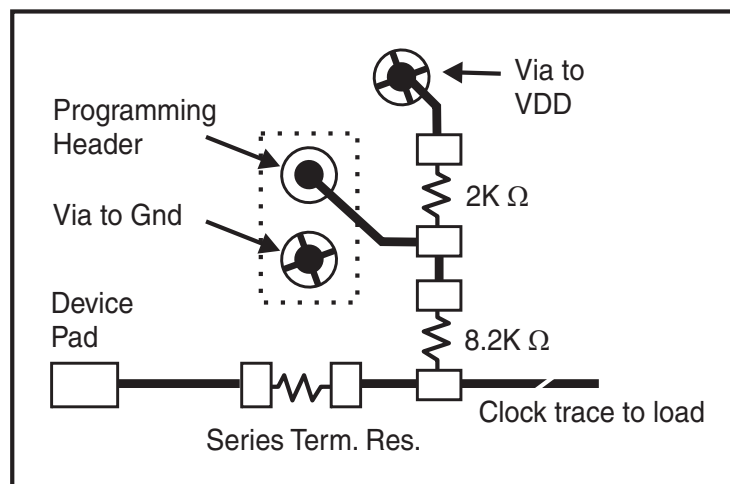 Via to
VDD
Programming
Header
2K Ω
Via to Gnd
Device
Pad
8.2K Ω
Clock trace to load
Series Term. Res.